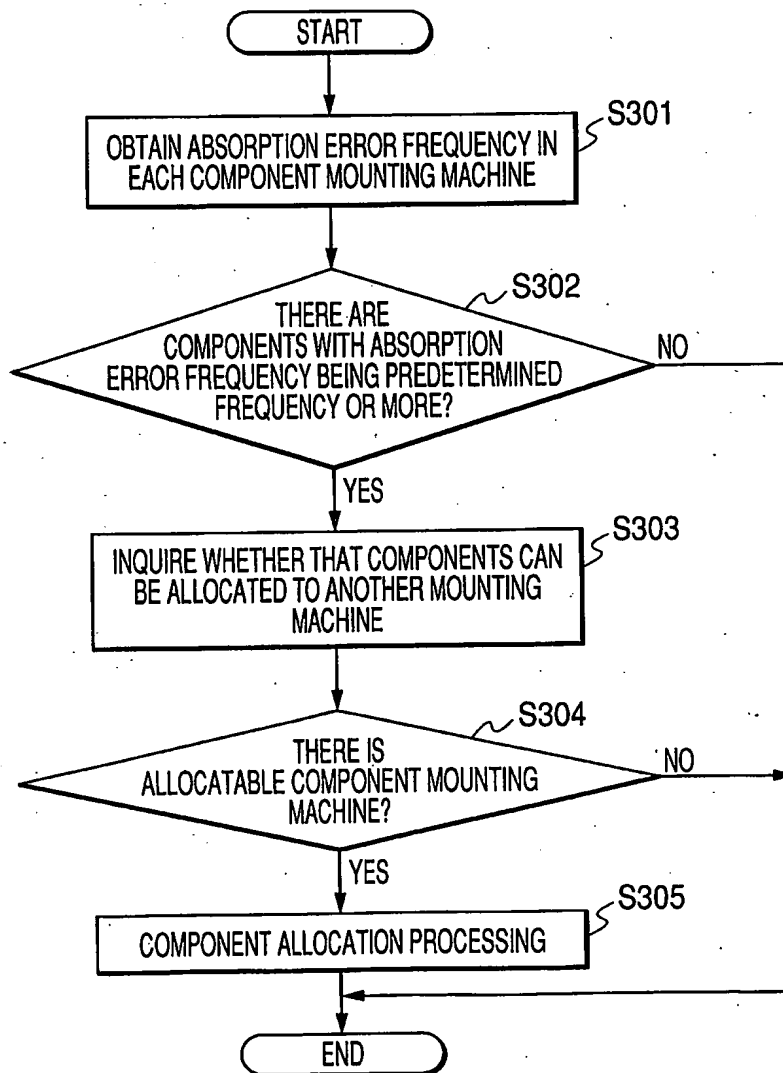 START
S301
OBTAIN ABSORPTION ERROR FREQUENCY IN
EACH COMPONENT MOUNTING MACHINE
S302
THERE ARE
COMPONENTS WITH ABSORPTION
ERROR FREQUENCY BEING PREDETERMINED
FREQUENCY OR MORE?
NO
YES
S303
INQUIRE WHETHER THAT COMPONENTS CAN
BE ALLOCATED TO ANOTHER MOUNTING
MACHINE
S304
THERE IS
ALLOCATABLE COMPONENT MOUNTING
MACHINE?
NO
YES
S305
COMPONENT ALLOCATION PROCESSING
END